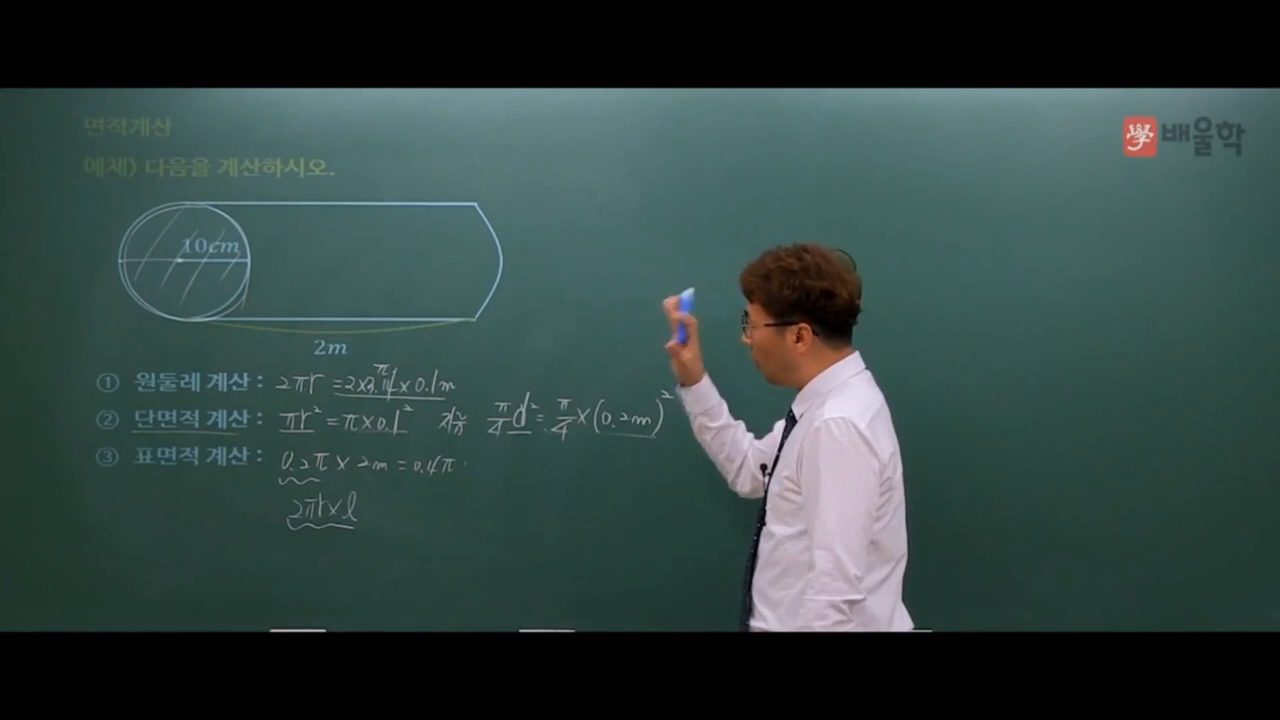 면적계산
學 배울학
예제) 다음을 계산하시오.
10cm
2m
① 원둘레 계산 : 2πr = 2×3.14×0.1m
π
② 단면적 계산 : πr² = π×0.1² π/4 d² = π/4 × (0.2m)²
③ 표면적 계산 : 0.2π × 2m = 0.4π
2πr×l